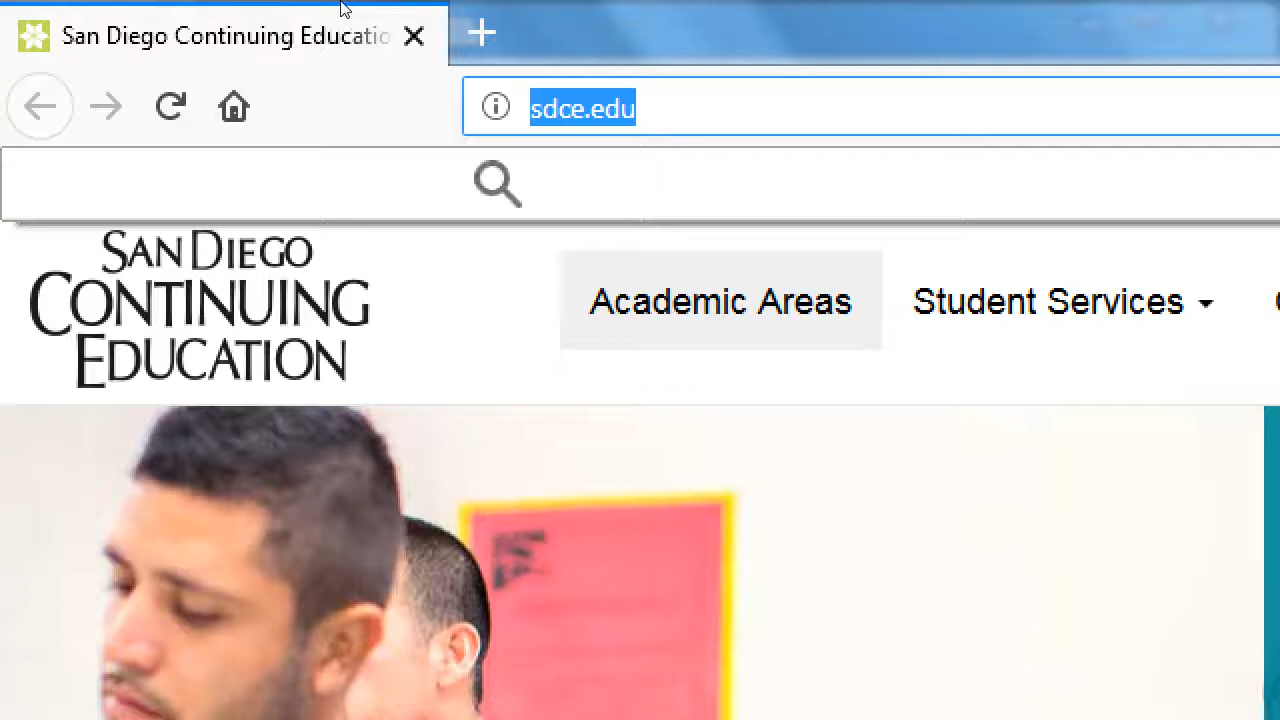 San Diego Continuing Educatio
sdce.edu
SAN DIEGO
CONTINUING
EDUCATION
Academic Areas
Student Services